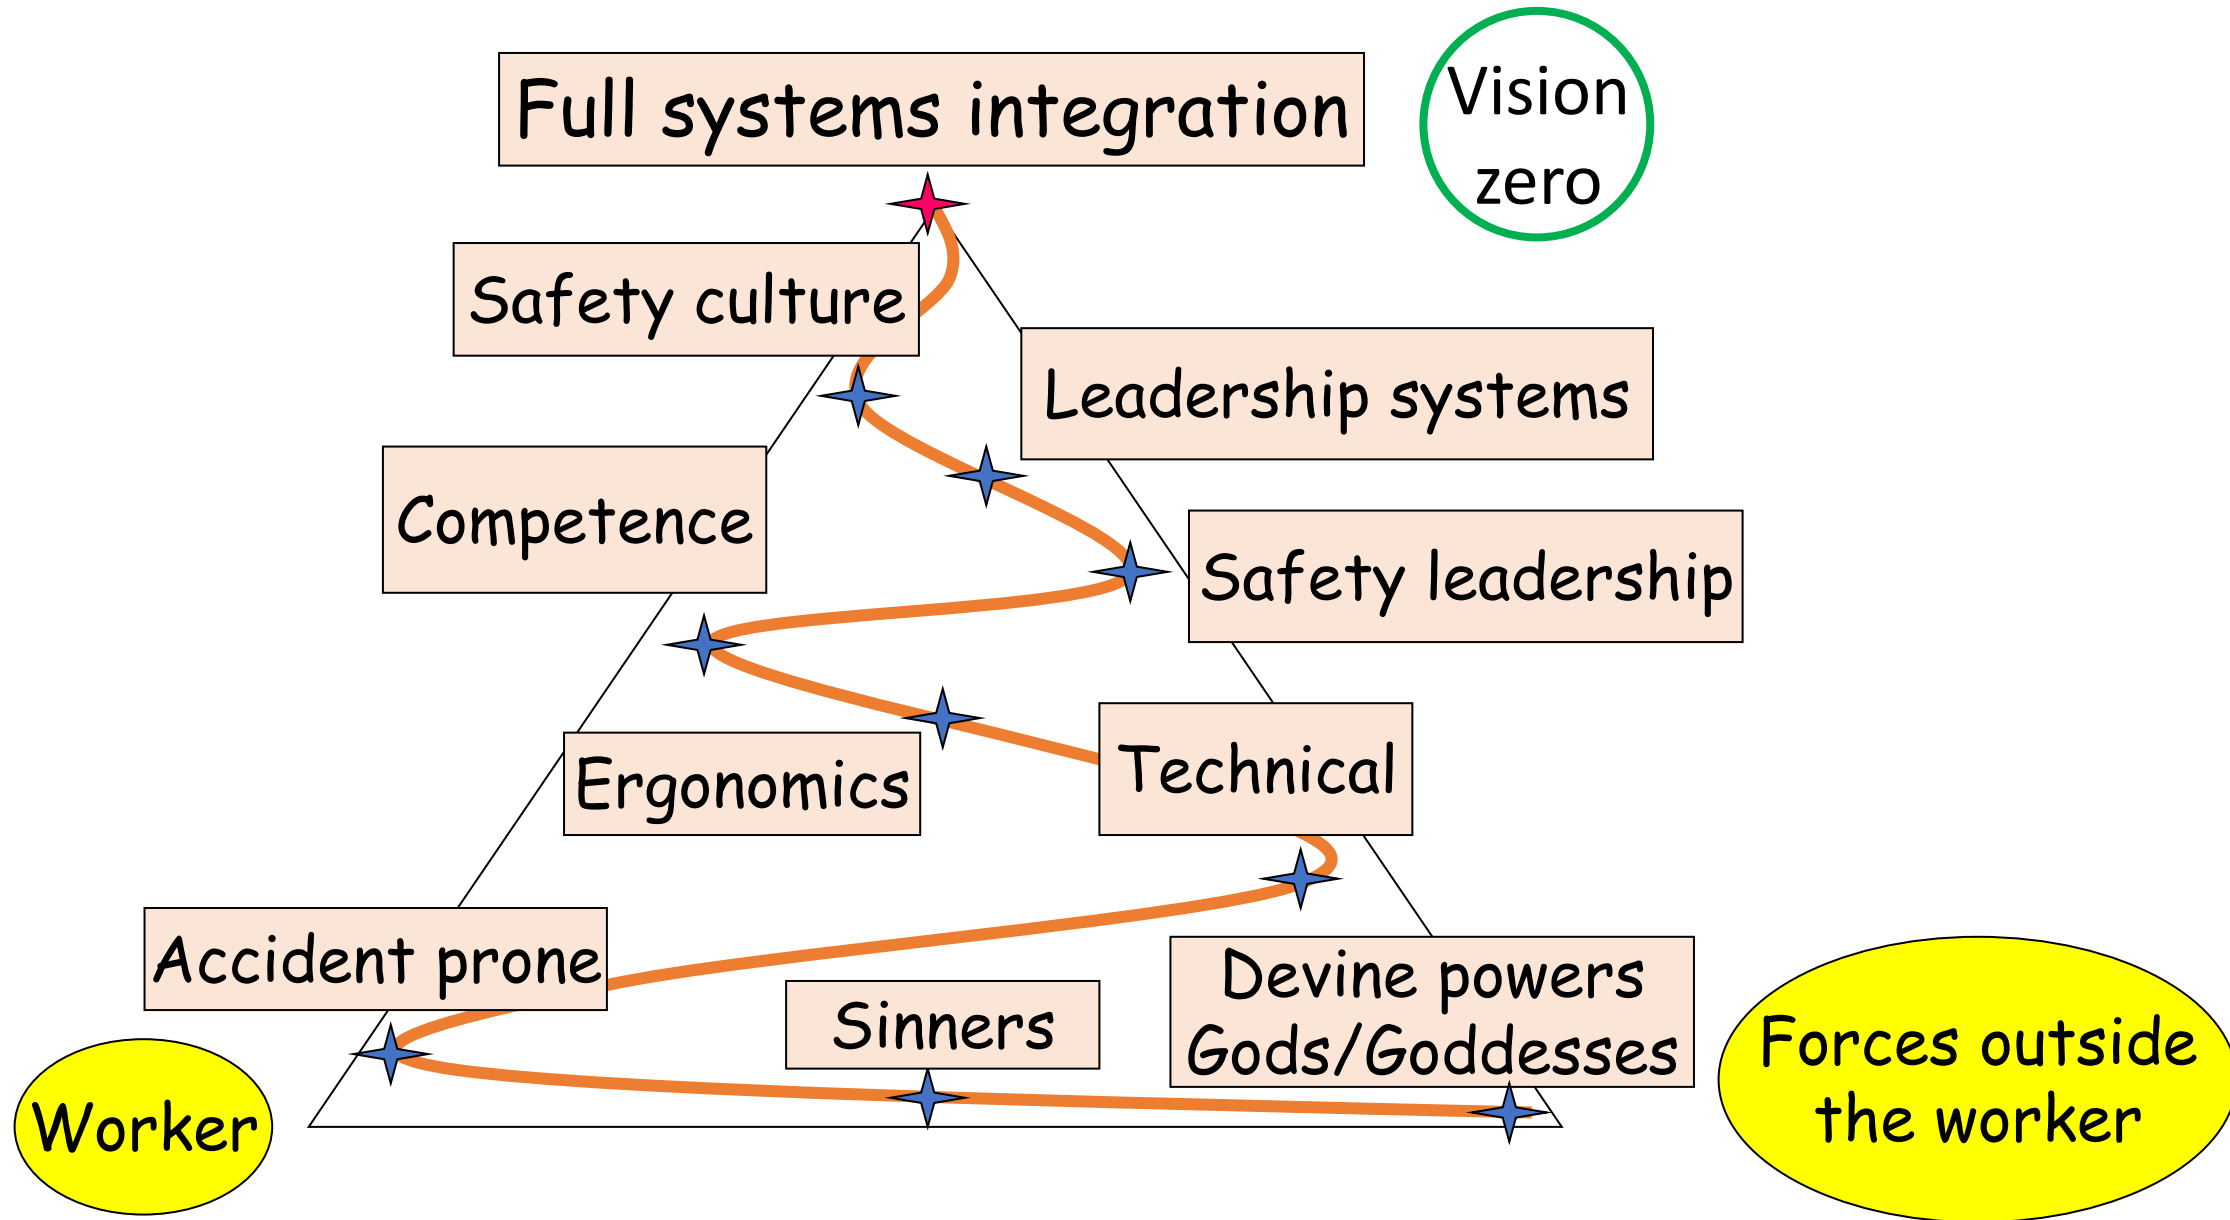 Full systems integration
Vision
zero
Safety culture
Leadership systems
Competence
Safety leadership
Ergonomics
Technical
Accident prone
Sinners
Devine powers
Gods/Goddesses
Worker
Forces outside
the worker